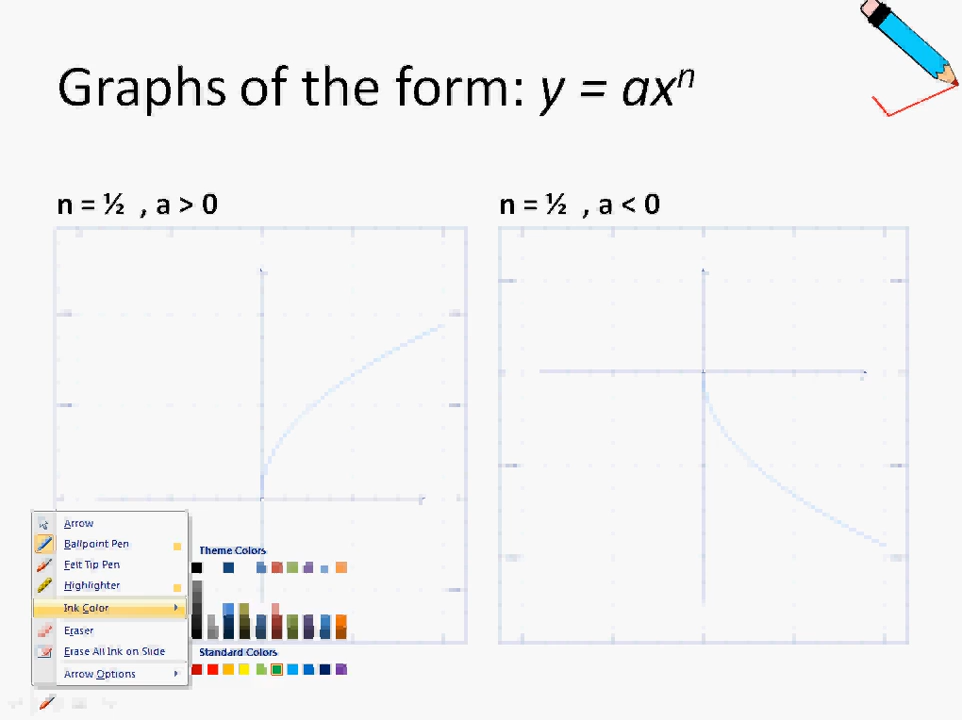 Graphs of the form: y = axⁿ
n = ½ , a > 0
n = ½ , a < 0
Arrow
Ballpoint Pen
Felt Tip Pen
Highlighter
Ink Color
Eraser
Erase All Ink on Slide
Arrow Options
Theme Colors
Standard Colors